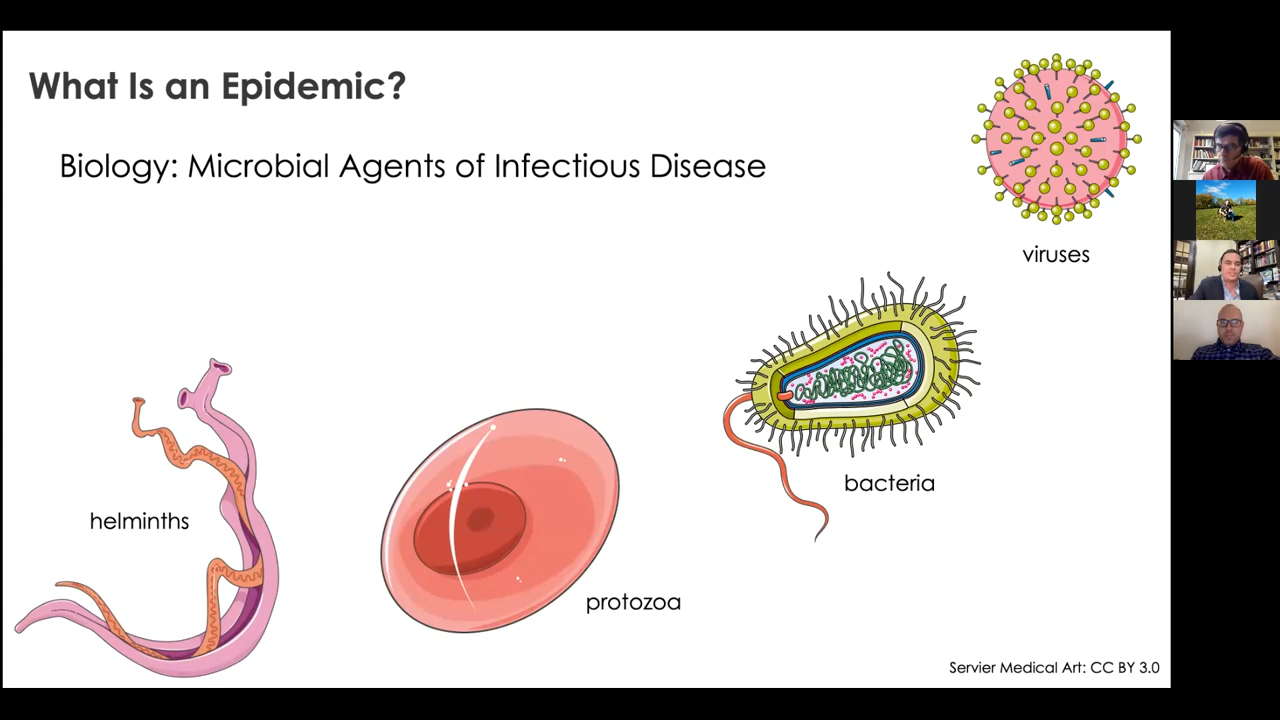 What Is an Epidemic?
Biology: Microbial Agents of Infectious Disease
viruses
bacteria
helminths
protozoa
Servier Medical Art: CC BY 3.0